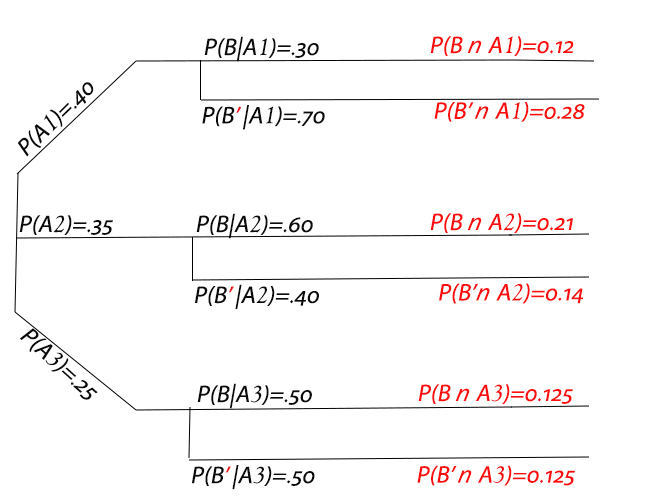 P(B|A1)=.30 P(B n A1)=0.12
P(A1)=.40
P(B'|A1)=.70 P(B'n A1)=0.28
P(A2)=.35 P(B|A2)=.60 P(B n A2)=0.21
P(B'|A2)=.40 P(B'n A2)=0.14
P(A3)=.25
P(B|A3)=.50 P(B n A3)=0.125
P(B'|A3)=.50 P(B'n A3)=0.125